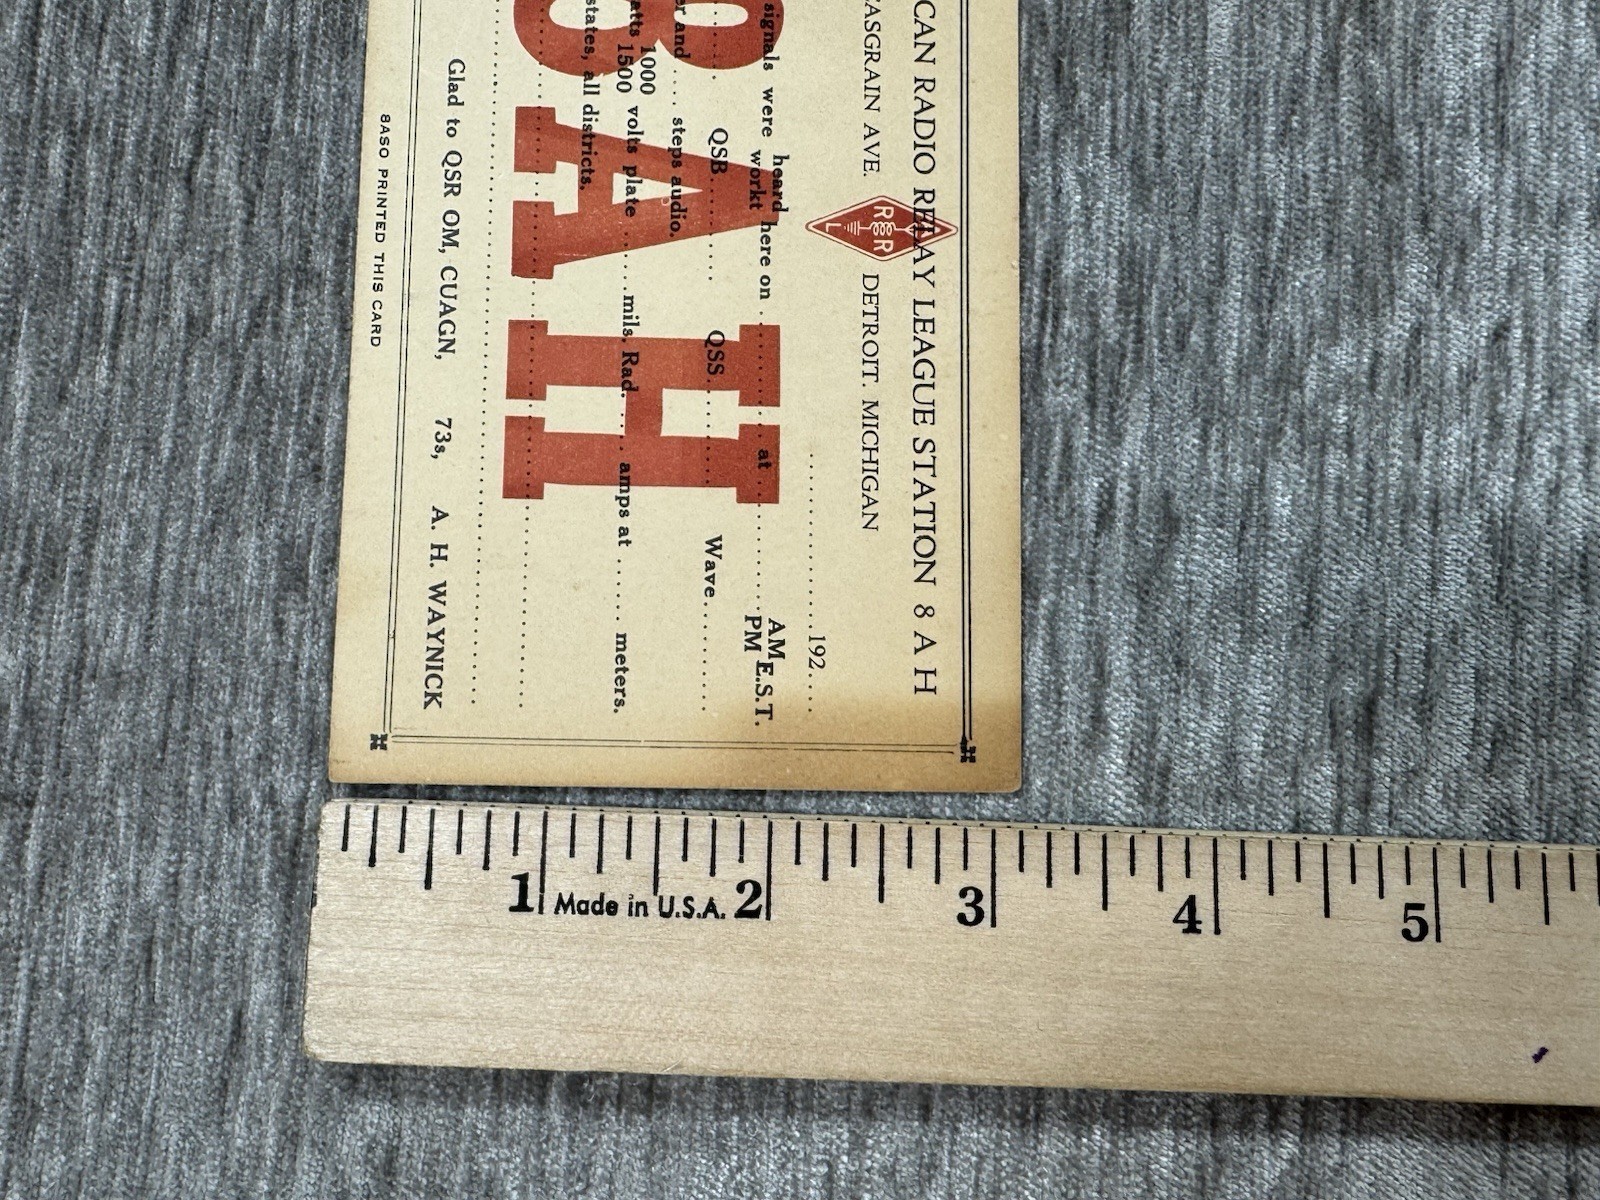 CAN RADIO RELAY LEAGUE STATION 8 A H
CASGRAIN AVE. DETROIT. MICHIGAN
A R R L
192....
signals were heard workt here on ........ at ........ AM PM E.S.T.
QSB........ QSS........ Wave........
er and .... steps audio.
atts 1000 1500 volts plate ...... mils. Rad. ...... amps at ...... meters.
states, all districts.
8AH
Glad to QSR OM, CUAGN, 73s, A. H. WAYNICK
8ASO PRINTED THIS CARD
1 Made in U.S.A. 2 3 4 5